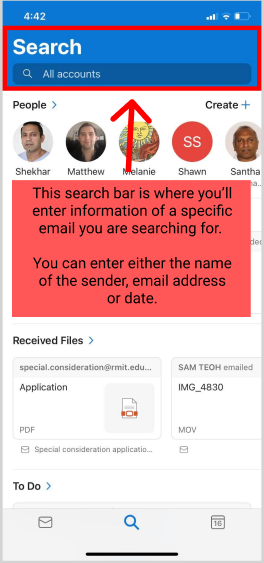 4:42
Search
All accounts
People >
Create +
SS
Shekhar
Matthew
Melanie
Shawn
Santha
This search bar is where you'll
enter information of a specific
email you are searching for.
You can enter either the name
of the sender, email address
or date.
Received Files >
special.consideration@rmit.edu...
Application
PDF
Special consideration applicatio...
SAM TEOH emailed
IMG_4830
MOV
To Do >
16